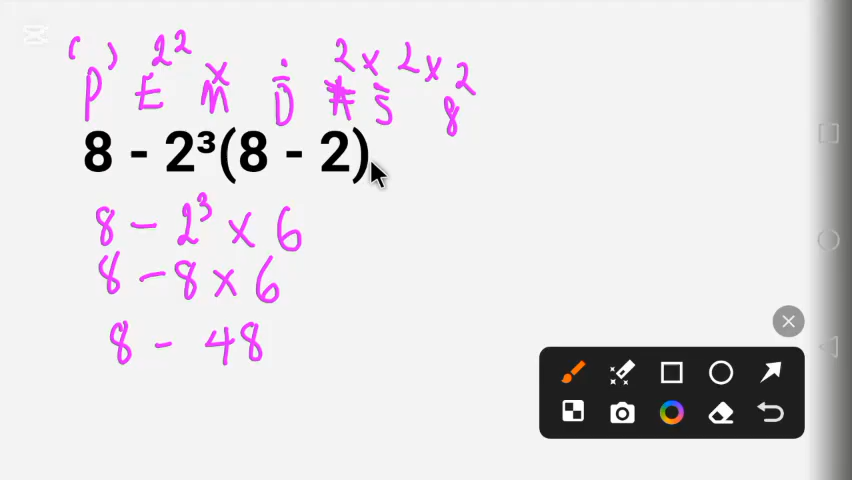 ( ) 2² × ÷ 2 × 2 × 2
P E M D A S 8
8 - 2³(8 - 2)
8 - 2³ × 6
8 - 8 × 6
8 - 48